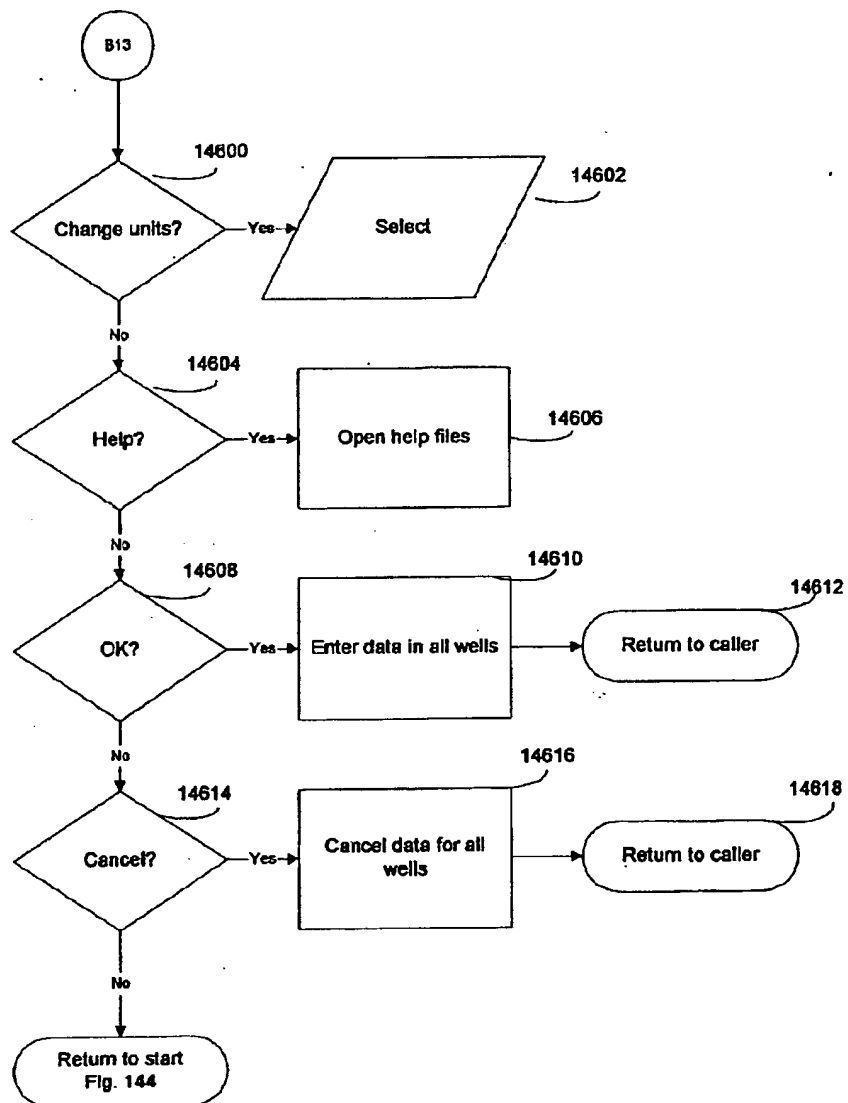 B13
14600
Change units?
Yes
Select
14602
No
14604
Help?
Yes
Open help files
14606
No
14608
OK?
Yes
14610
Enter data in all wells
14612
Return to caller
No
14614
Cancel?
Yes
14616
Cancel data for all
wells
14618
Return to caller
No
Return to start
Fig. 144